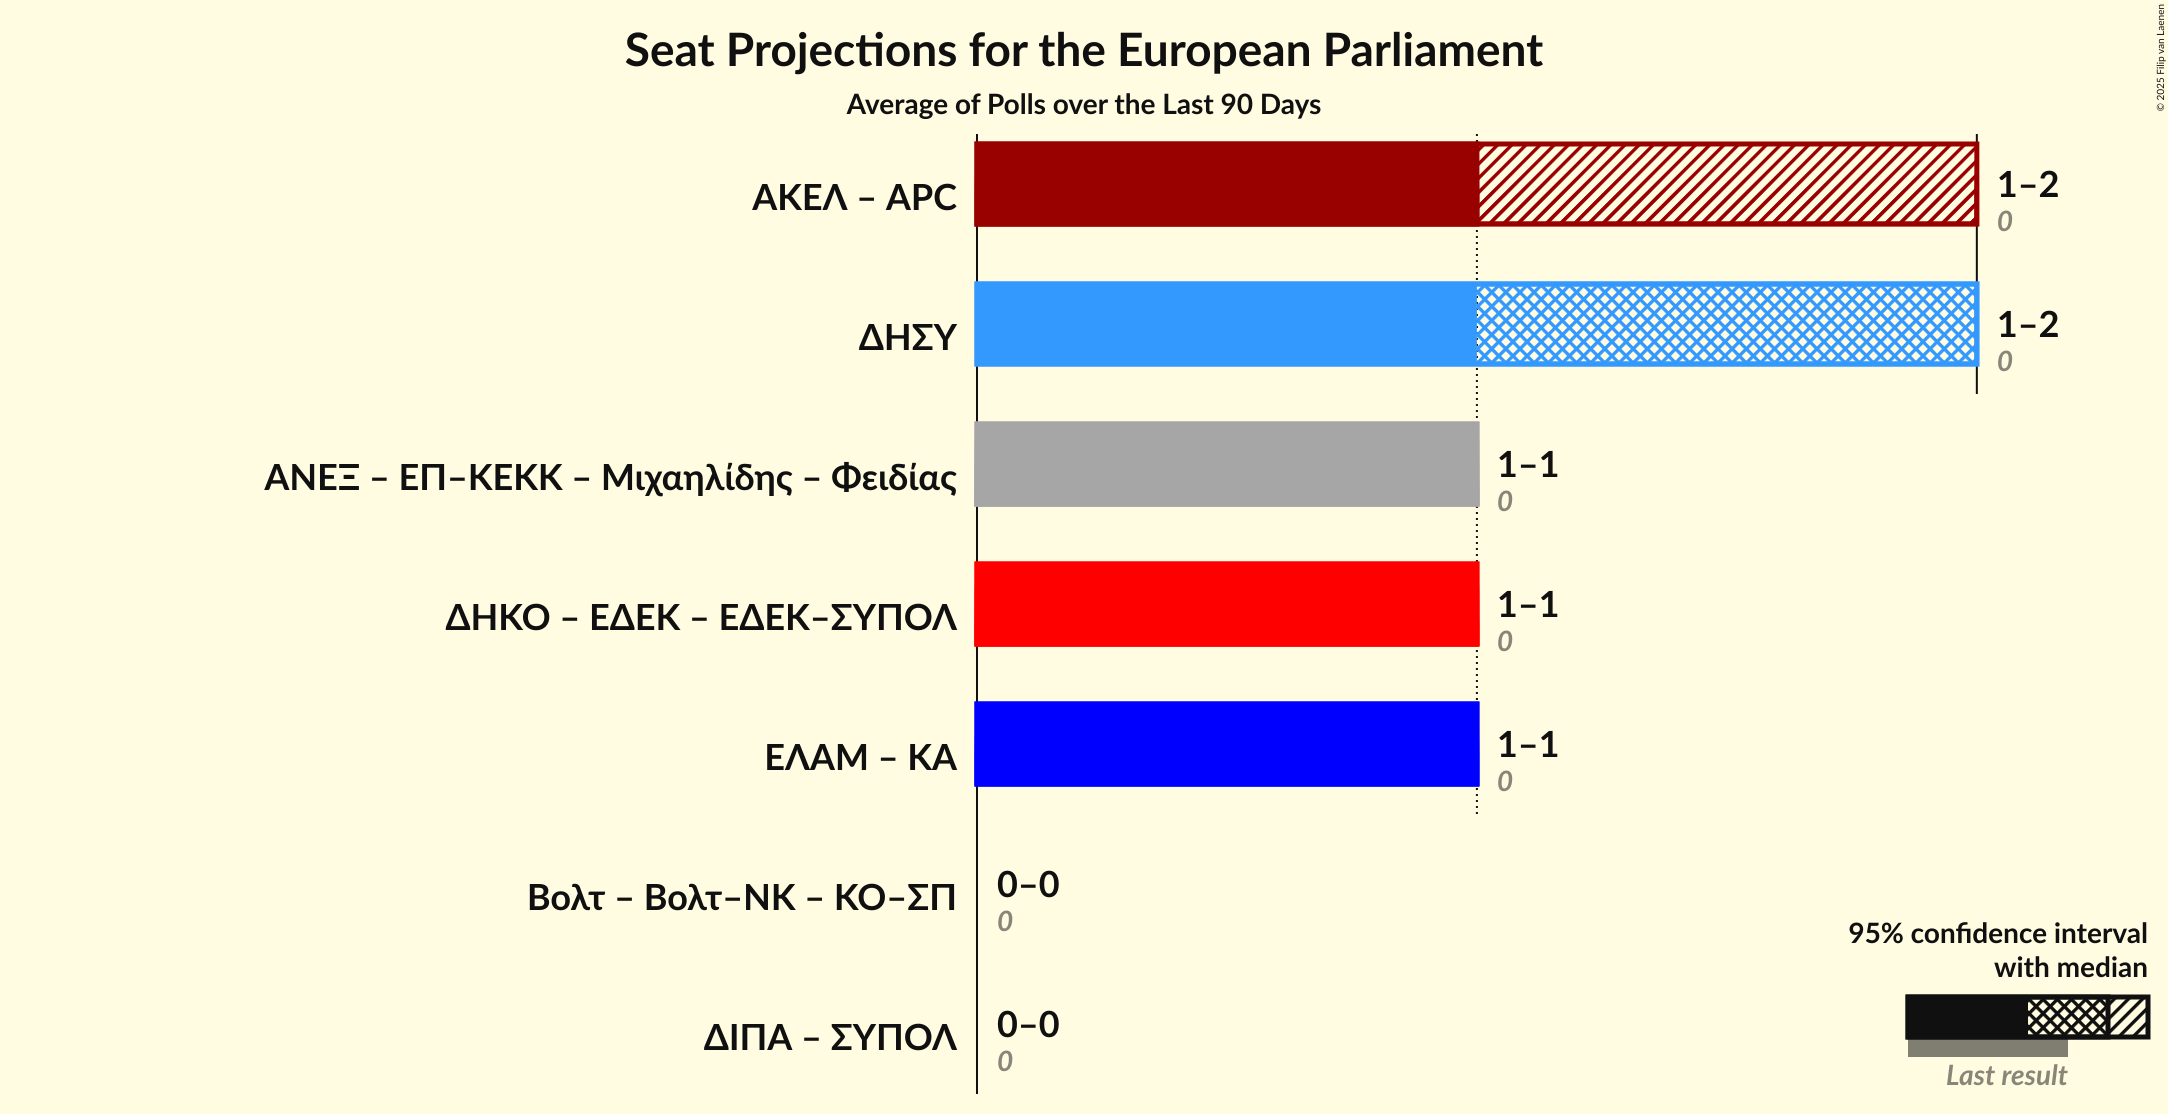 Seat Projections for the European Parliament
Average of Polls over the Last 90 Days
© 2025 Filip van Laenen
ΑΚΕΛ – APC
1–2
0
ΔΗΣΥ
1–2
0
ΑΝΕΞ – ΕΠ–ΚΕΚΚ – Μιχαηλίδης – Φειδίας
1–1
0
ΔΗΚΟ – ΕΔΕΚ – ΕΔΕΚ–ΣΥΠΟΛ
1–1
0
ΕΛΑΜ – ΚΑ
1–1
0
Βολτ – Βολτ–ΝΚ – ΚΟ–ΣΠ
0–0
0
ΔΙΠΑ – ΣΥΠΟΛ
0–0
0
95% confidence interval
with median
Last result